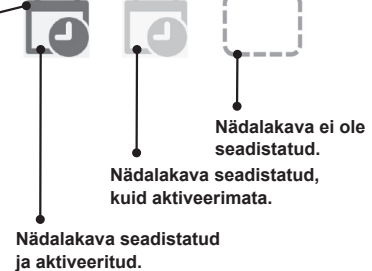 Nädalakava ei ole
seadistatud.
Nädalakava seadistatud,
kuid aktiveerimata.
Nädalakava seadistatud
ja aktiveeritud.